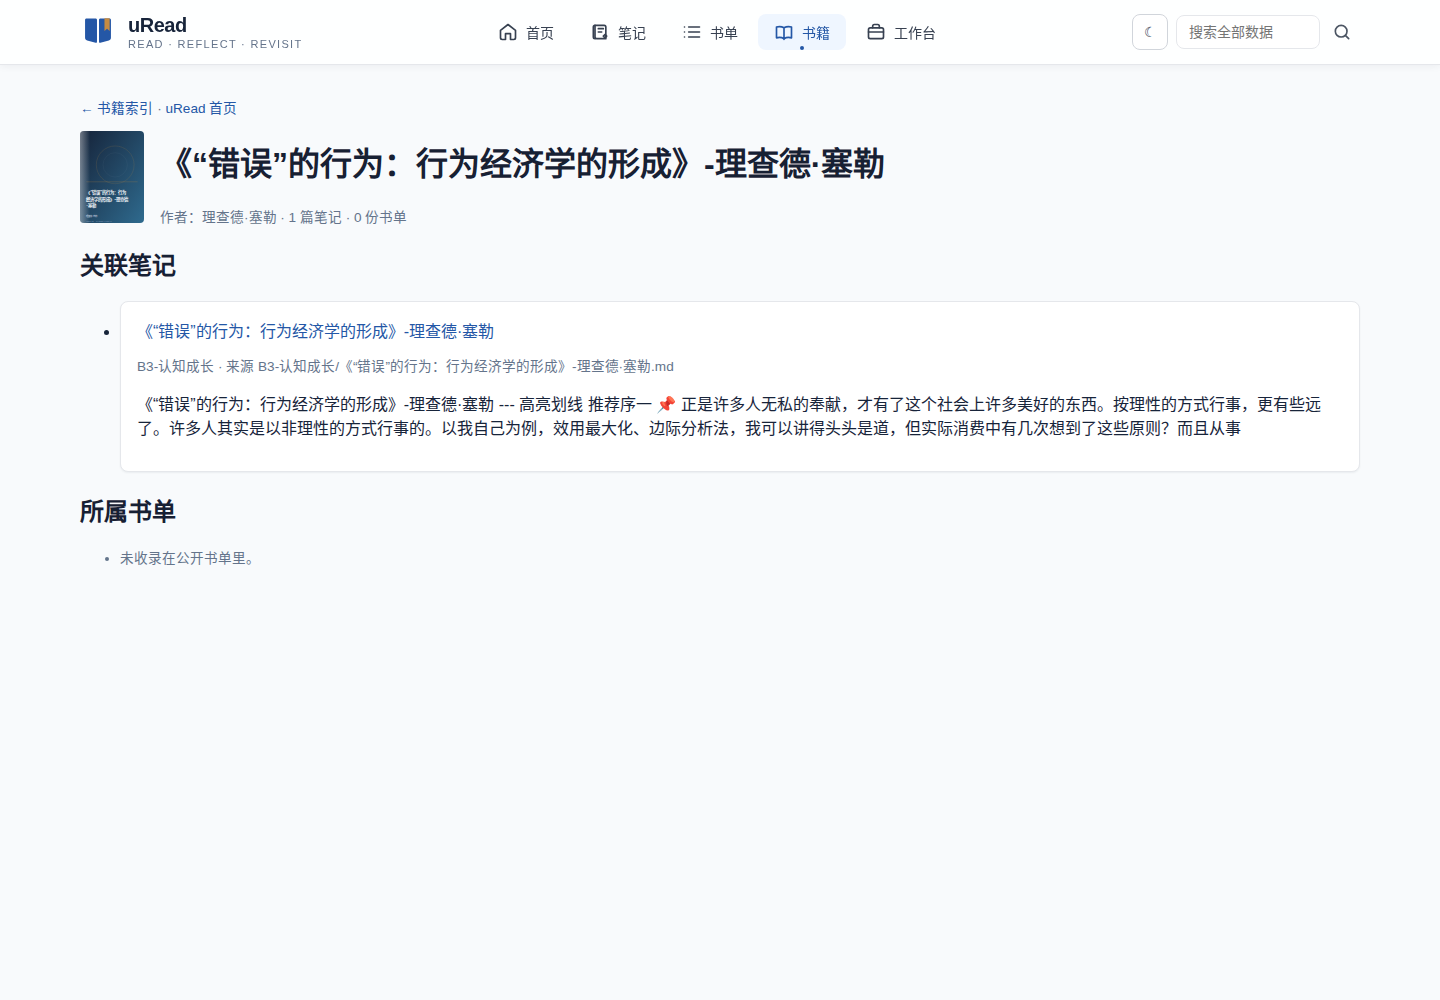 uRead
READ · REFLECT · REVISIT
首页
笔记
书单
书籍
工作台
搜索全部数据
← 书籍索引 · uRead 首页
《“错误”的行为：行为经济学的形成》-理查德·塞勒
作者：理查德·塞勒 · 1 篇笔记 · 0 份书单
关联笔记
《“错误”的行为：行为经济学的形成》-理查德·塞勒
B3-认知成长 · 来源 B3-认知成长/《“错误”的行为：行为经济学的形成》-理查德·塞勒.md
《“错误”的行为：行为经济学的形成》-理查德·塞勒 --- 高亮划线 推荐序一 📌 正是许多人无私的奉献，才有了这个社会上许多美好的东西。按理性的方式行事，更有些远
了。许多人其实是以非理性的方式行事的。以我自己为例，效用最大化、边际分析法，我可以讲得头头是道，但实际消费中有几次想到了这些原则？而且从事
所属书单
未收录在公开书单里。